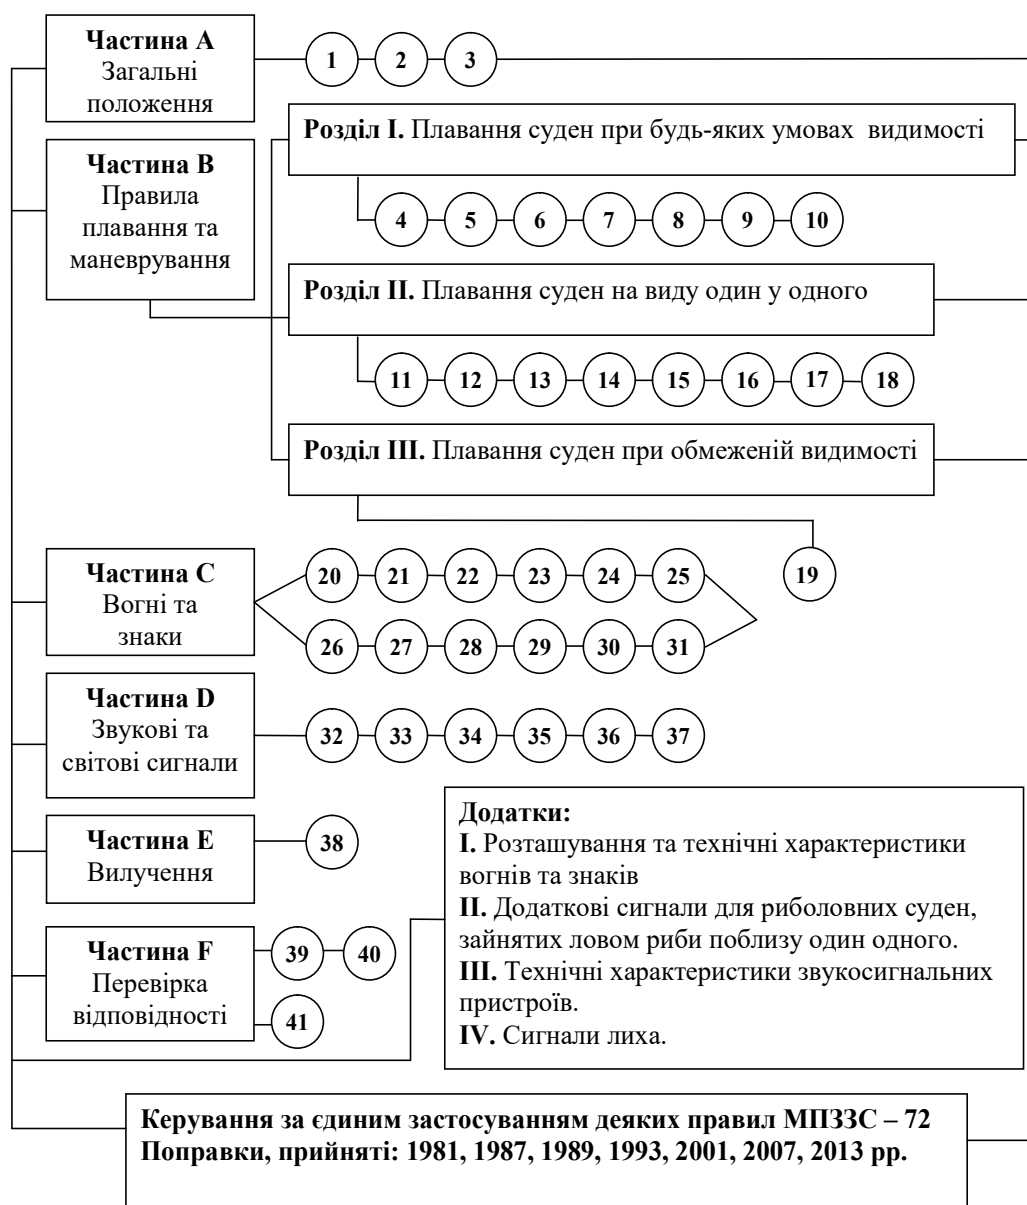 Частина А
Загальні
положення
1 2 3
Частина В
Правила
плавання та
маневрування
Розділ І. Плавання суден при будь-яких умовах видимості
4 5 6 7 8 9 10
Розділ ІІ. Плавання суден на виду один у одного
11 12 13 14 15 16 17 18
Розділ ІІІ. Плавання суден при обмеженій видимості
19
Частина С
Вогні та
знаки
20 21 22 23 24 25
26 27 28 29 30 31
Частина D
Звукові та
світові сигнали
32 33 34 35 36 37
Частина Е
Вилучення
38
Частина F
Перевірка
відповідності
39 40
41
Додатки:
I. Розташування та технічні характеристики
вогнів та знаків
II. Додаткові сигнали для риболовних суден,
зайнятих ловом риби поблизу один одного.
III. Технічні характеристики звукосигнальних
пристроїв.
IV. Сигнали лиха.
Керування за єдиним застосуванням деяких правил МПЗЗС – 72
Поправки, прийняті: 1981, 1987, 1989, 1993, 2001, 2007, 2013 рр.